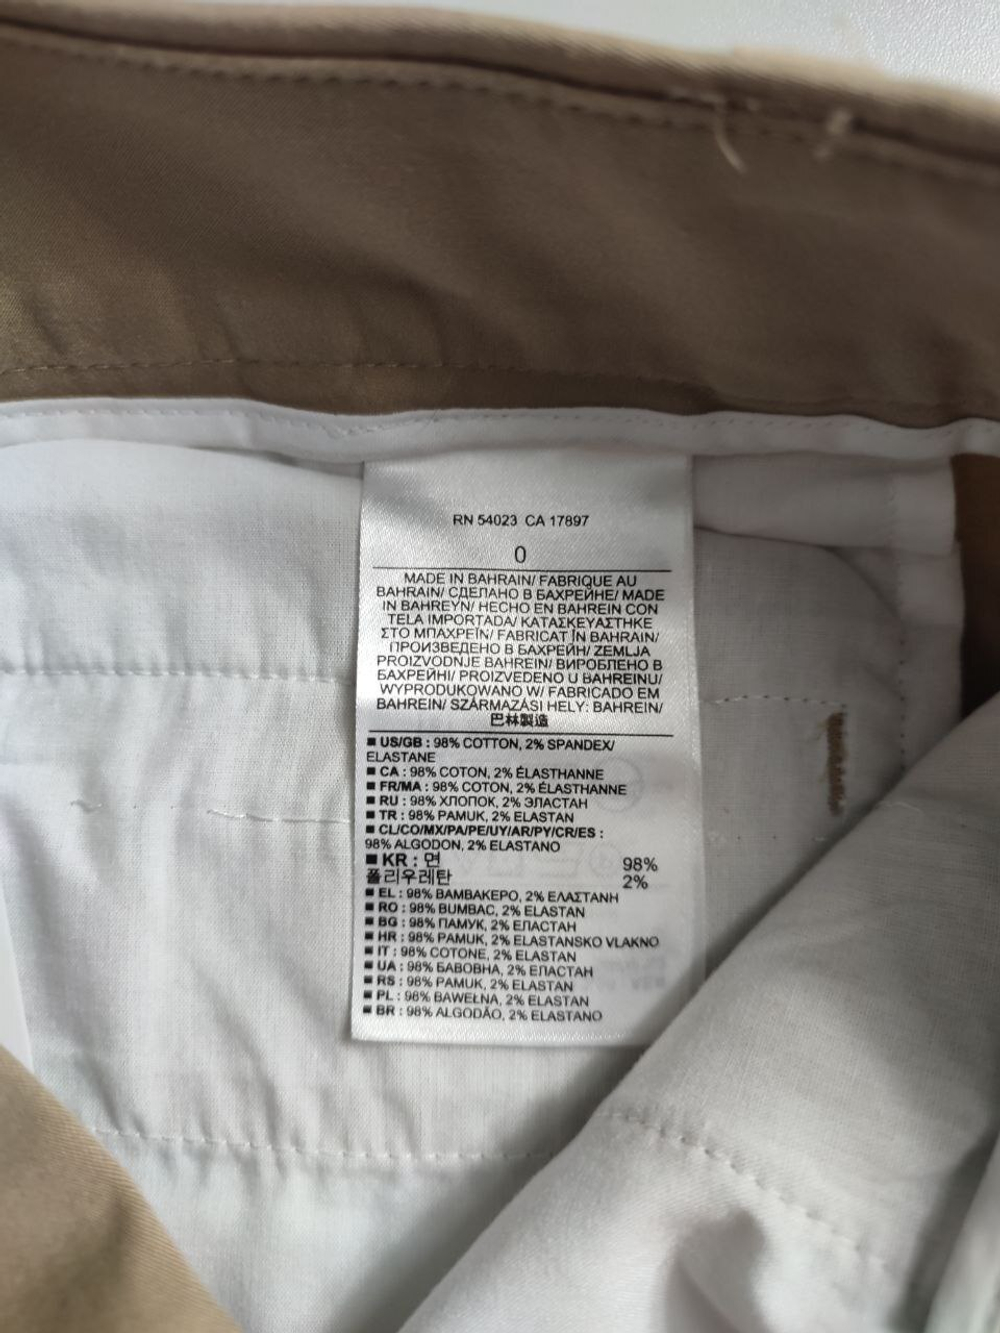 RN 54023 CA 17897
0
MADE IN BAHRAIN/ FABRIQUE AU
BAHRAIN/ СДЕЛАНО В БАХРЕЙНЕ/ MADE
IN BAHREYN/ HECHO EN BAHREIN CON
TELA IMPORTADA/ ΚΑΤΑΣΚΕΥΑΣΤΗΚΕ
ΣΤΟ ΜΠΑΧΡΕΪΝ/ FABRICAT ÎN BAHRAIN/
ПРОИЗВЕДЕНО В БАХРЕЙН/ ZEMLJA
PROIZVODNJE BAHREIN/ ВИРОБЛЕНО В
БАХРЕЙНІ/ PROIZVEDENO U BAHREINU/
WYPRODUKOWANO W/ FABRICADO EM
BAHREIN/ SZÁRMAZÁSI HELY: BAHREIN/
巴林製造
■ US/GB : 98% COTTON, 2% SPANDEX/
ELASTANE
■ CA : 98% COTON, 2% ÉLASTHANNE
■ FR/MA : 98% COTON, 2% ÉLASTHANNE
■ RU : 98% ХЛОПОК, 2% ЭЛАСТАН
■ TR : 98% PAMUK, 2% ELASTAN
■ CL/CO/MX/PA/PE/UY/AR/PY/CR/ES :
98% ALGODON, 2% ELASTANO
■ KR : 면 98%
폴리우레탄 2%
■ EL : 98% ΒΑΜΒΑΚΕΡΟ, 2% ΕΛΑΣΤΑΝΗ
■ RO : 98% BUMBAC, 2% ELASTAN
■ BG : 98% ПАМУК, 2% ЕЛАСТАН
■ HR : 98% PAMUK, 2% ELASTANSKO VLAKNO
■ IT : 98% COTONE, 2% ELASTAN
■ UA : 98% БАВОВНА, 2% ЕЛАСТАН
■ RS : 98% PAMUK, 2% ELASTAN
■ PL : 98% BAWEŁNA, 2% ELASTAN
■ BR : 98% ALGODÃO, 2% ELASTANO